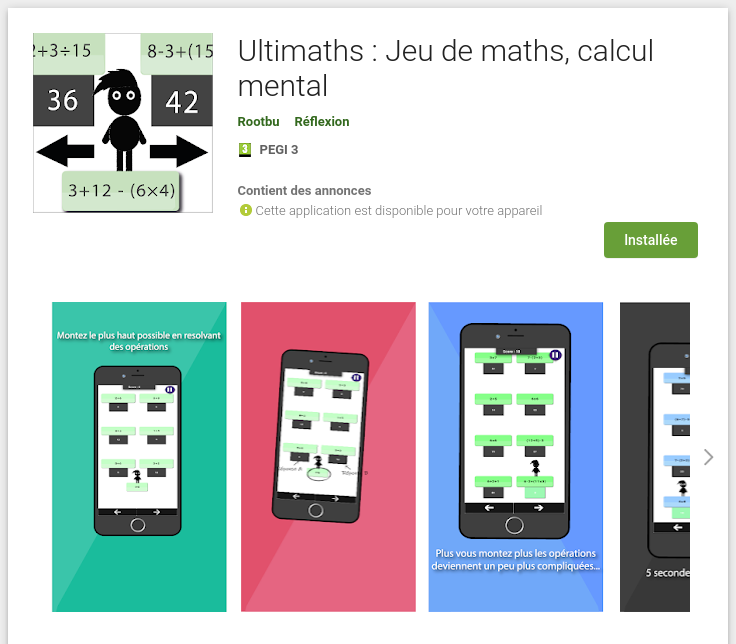 2+3÷15
8-3+(15
36
42
3+12 - (6×4)
Ultimaths : Jeu de maths, calcul
mental
Rootbu Réflexion
3 PEGI 3
Contient des annonces
Cette application est disponible pour votre appareil
Installée
Montez le plus haut possible en resolvant
des opérations
Plus vous montez plus les opérations
deviennent un peu plus compliquées...
5 seconde